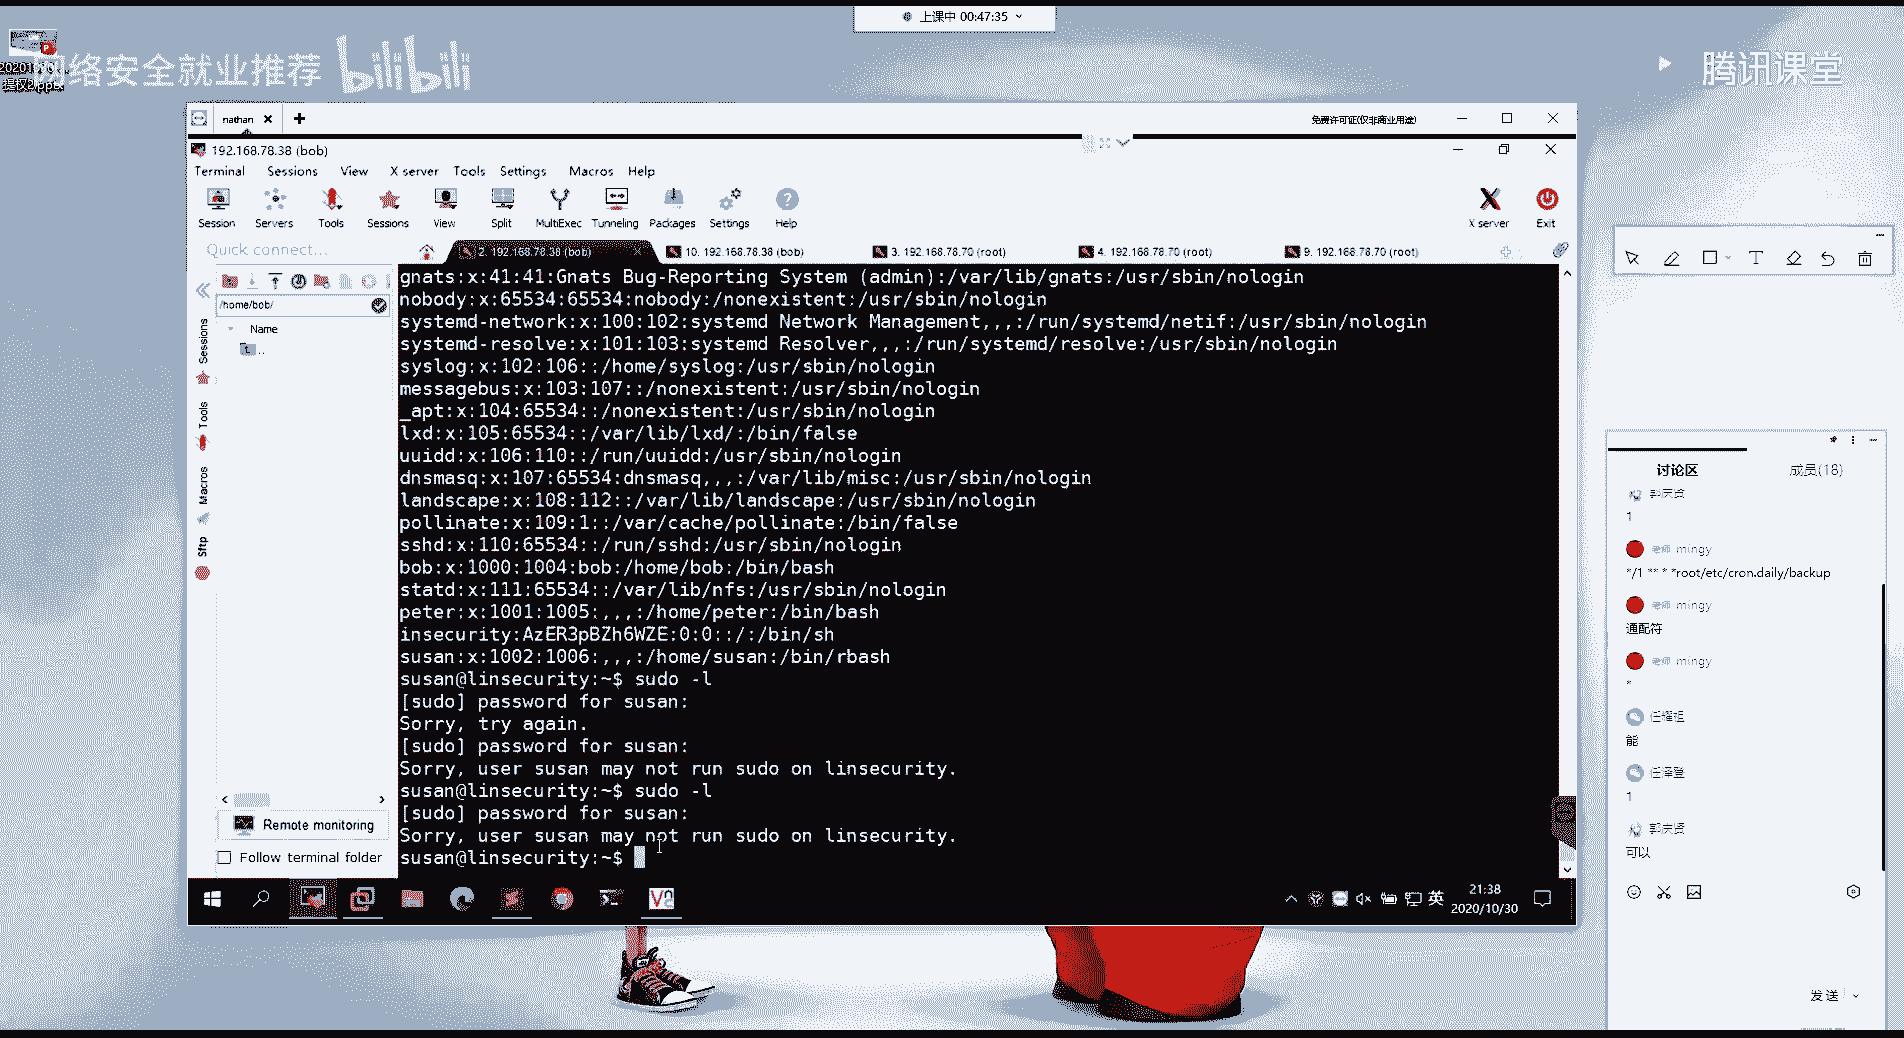 上课中 00:47:35
网络安全就业推荐 bilibili
腾讯课堂
nathan
免费许可证(仅非商业用途)
192.168.78.38 (bob)
Terminal Sessions View X server Tools Settings Macros Help
Session Servers Tools Sessions View Split MultiExec Tunneling Packages Settings Help X server Exit
Quick connect...
2. 192.168.78.38 (bob)
10. 192.168.78.38 (bob)
3. 192.168.78.70 (root)
4. 192.168.78.70 (root)
9. 192.168.78.70 (root)
/home/bob/
Name
..
Sessions
Tools
Macros
Sftp
Remote monitoring
Follow terminal folder
gnats:x:41:41:Gnats Bug-Reporting System (admin):/var/lib/gnats:/usr/sbin/nologin
nobody:x:65534:65534:nobody:/nonexistent:/usr/sbin/nologin
systemd-network:x:100:102:systemd Network Management,,,:/run/systemd/netif:/usr/sbin/nologin
systemd-resolve:x:101:103:systemd Resolver,,,:/run/systemd/resolve:/usr/sbin/nologin
syslog:x:102:106::/home/syslog:/usr/sbin/nologin
messagebus:x:103:107::/nonexistent:/usr/sbin/nologin
_apt:x:104:65534::/nonexistent:/usr/sbin/nologin
lxd:x:105:65534::/var/lib/lxd/:/bin/false
uuidd:x:106:110::/run/uuidd:/usr/sbin/nologin
dnsmasq:x:107:65534:dnsmasq,,,:/var/lib/misc:/usr/sbin/nologin
landscape:x:108:112::/var/lib/landscape:/usr/sbin/nologin
pollinate:x:109:1::/var/cache/pollinate:/bin/false
sshd:x:110:65534::/run/sshd:/usr/sbin/nologin
bob:x:1000:1004:bob:/home/bob:/bin/bash
statd:x:111:65534::/var/lib/nfs:/usr/sbin/nologin
peter:x:1001:1005:,,,:/home/peter:/bin/bash
insecurity:AzER3pBZh6WZE:0:0::/:/bin/sh
susan:x:1002:1006:,,,:/home/susan:/bin/rbash
susan@linsecurity:~$ sudo -l
[sudo] password for susan:
Sorry, try again.
[sudo] password for susan:
Sorry, user susan may not run sudo on linsecurity.
susan@linsecurity:~$ sudo -l
[sudo] password for susan:
Sorry, user susan may not run sudo on linsecurity.
susan@linsecurity:~$
英
21:38
2020/10/30
讨论区
成员(18)
1
老师 mingy
*/1 ** * *root/etc/cron.daily/backup
老师 mingy
通配符
老师 mingy
*
能
1
可以
发送